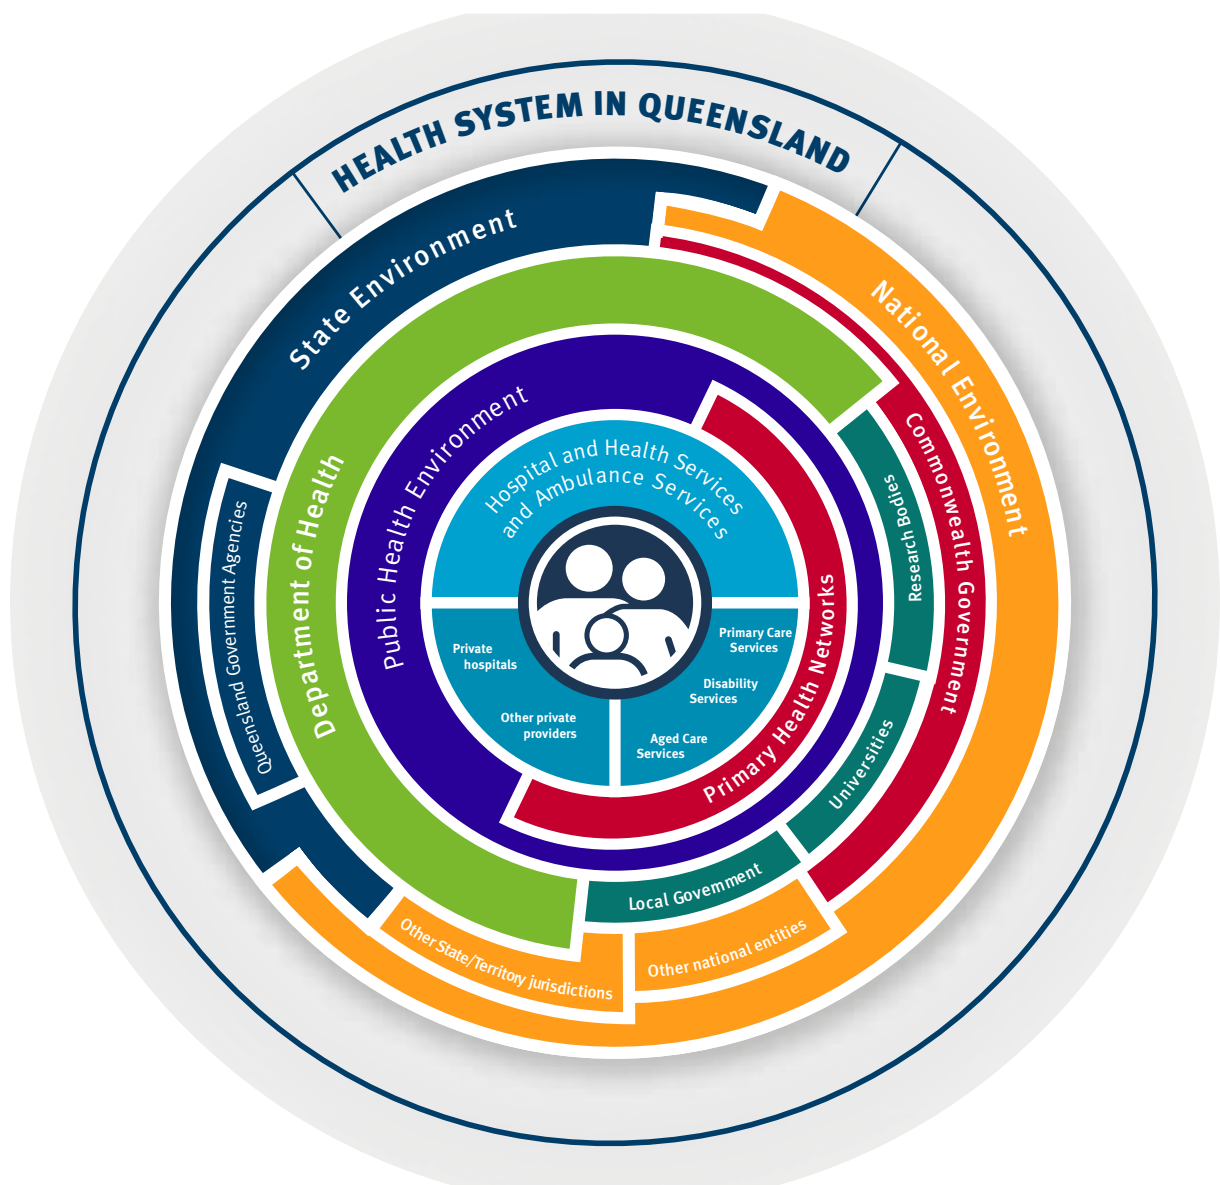 HEALTH SYSTEM IN QUEENSLAND
State Environment
National Environment
Commonwealth Government
Department of Health
Queensland Government Agencies
Public Health Environment
Hospital and Health Services
and Ambulance Services
Research Bodies
Primary Health Networks
Universities
Private
hospitals
Other private
providers
Primary Care
Services
Disability
Services
Aged Care
Services
Local Government
Other national entities
Other State/Territory jurisdictions